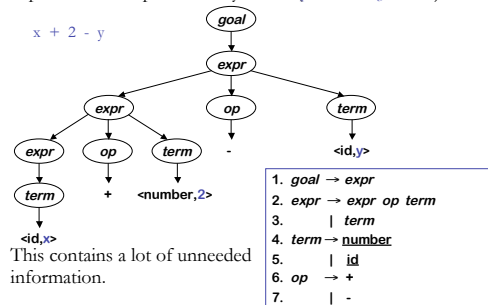 x + 2 - y
goal
expr
expr op term
expr op term - <id,y>
term + <number,2>
<id,x>
This contains a lot of unneeded
information.
1. goal → expr
2. expr → expr op term
3. | term
4. term → number
5. | id
6. op → +
7. | -